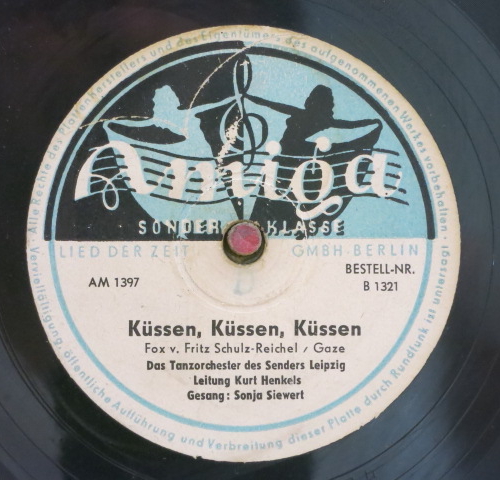 Alle Rechte des Plattenherstellers und des Eigentümers des aufgenommenen Werkes vorbehalten ·
Amiga
SONDER KLASSE
LIED DER ZEIT GMBH·BERLIN
AM 1397
BESTELL-NR.
B 1321
Küssen, Küssen, Küssen
Fox v. Fritz Schulz-Reichel / Gaze
Das Tanzorchester des Senders Leipzig
Leitung Kurt Henkels
Gesang: Sonja Siewert
Vervielfältigung, öffentliche Aufführung und Verbreitung dieser Platte durch Rundfunk ist untersagt ·